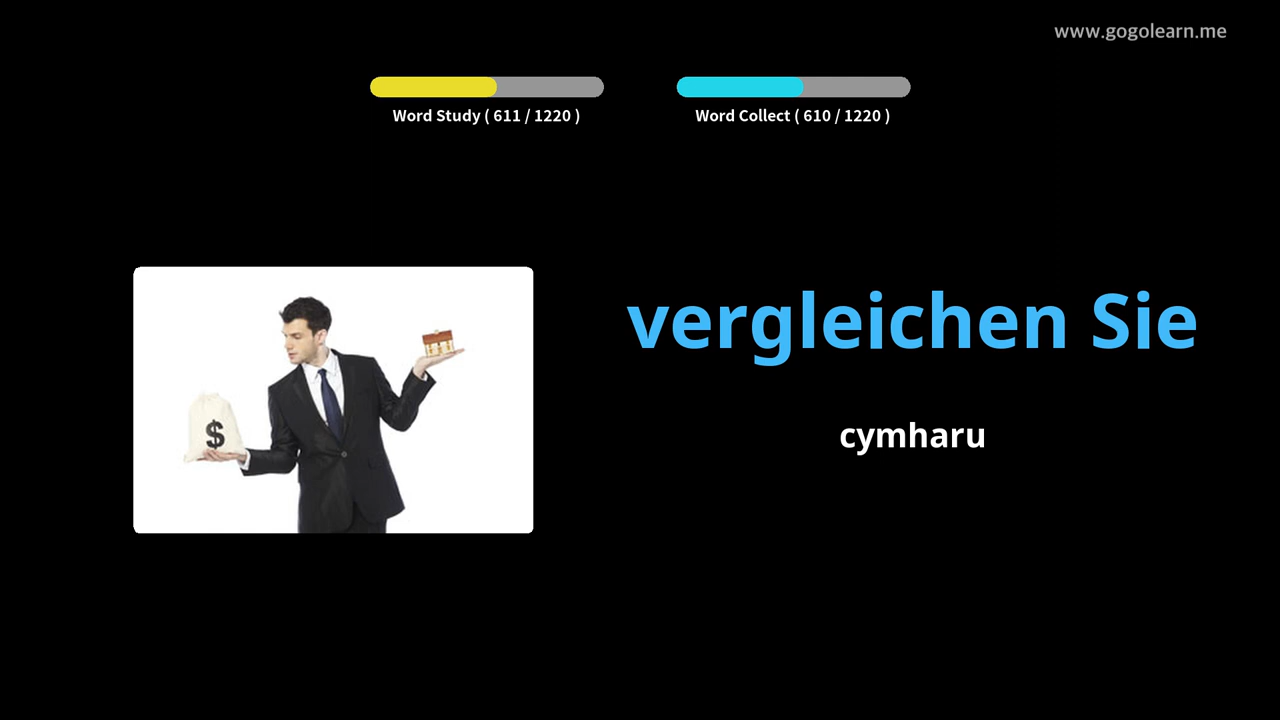 www.gogolearn.me
Word Study ( 611 / 1220 )
Word Collect ( 610 / 1220 )
vergleichen Sie
cymharu
$